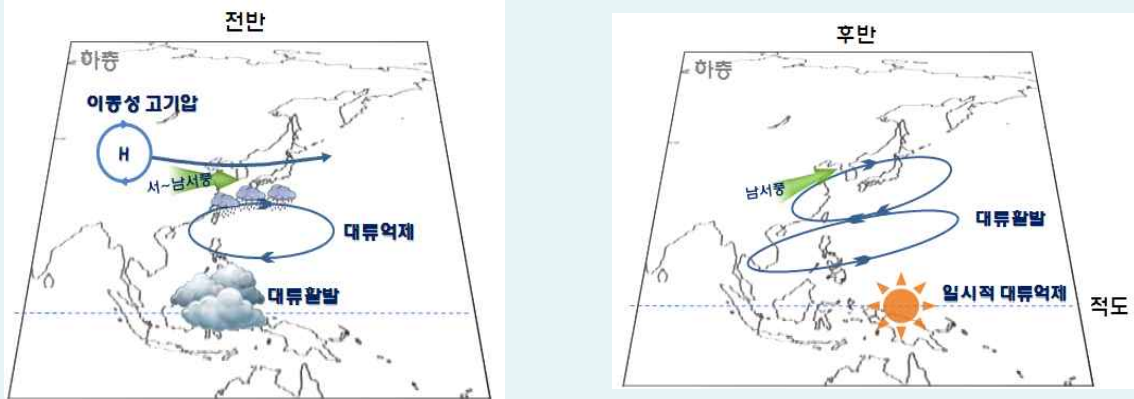 전반
하층
이동성 고기압
H
서~남서풍
대류억제
대류활발
후반
하층
남서풍
대류활발
일시적 대류억제
적도